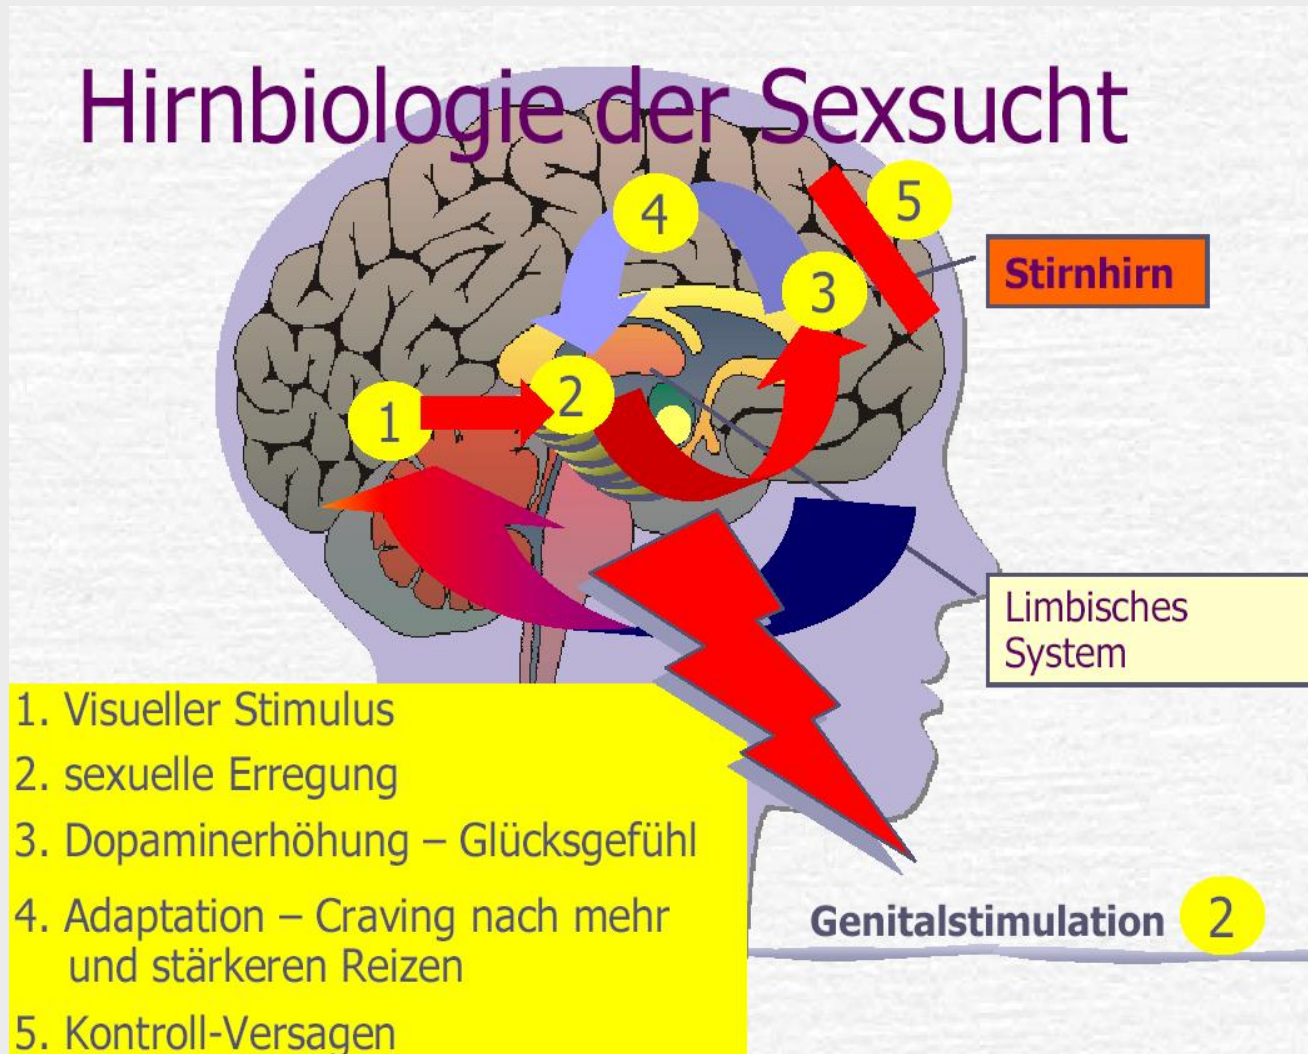 Hirnbiologie der Sexsucht
4
5
3
Stirnhirn
2
1
Limbisches
System
1. Visueller Stimulus
2. sexuelle Erregung
3. Dopaminerhöhung – Glücksgefühl
4. Adaptation – Craving nach mehr
und stärkeren Reizen
5. Kontroll-Versagen
Genitalstimulation 2